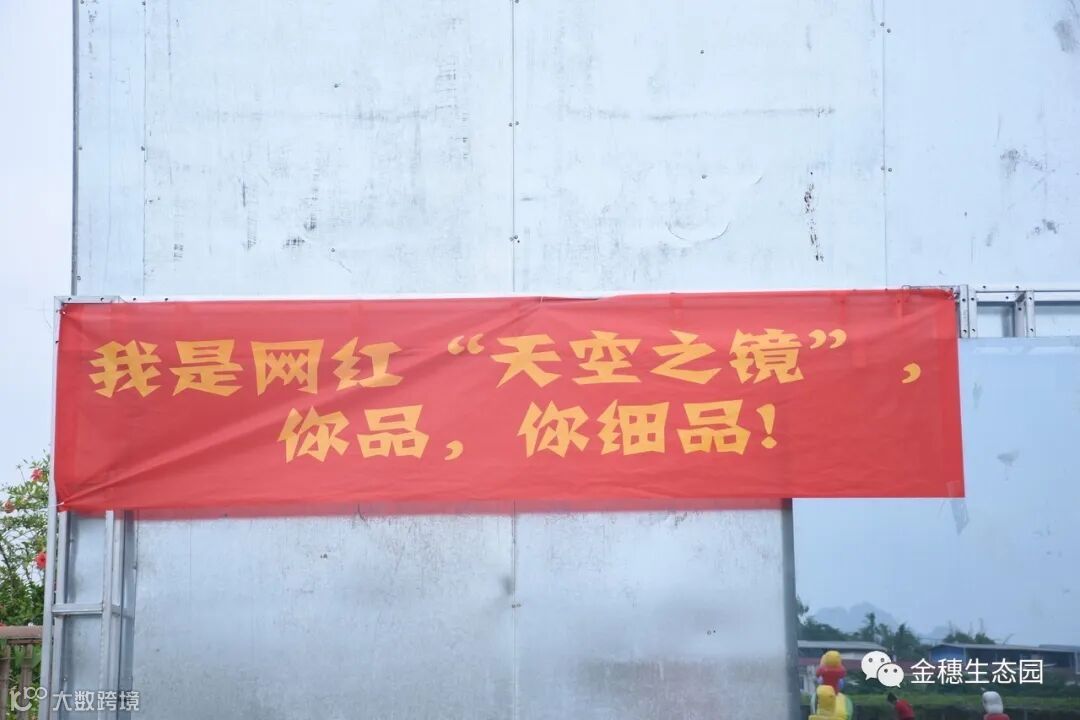 我是网红“天空之镜”，
你品，你细品！
金穗生态园
大数跨境